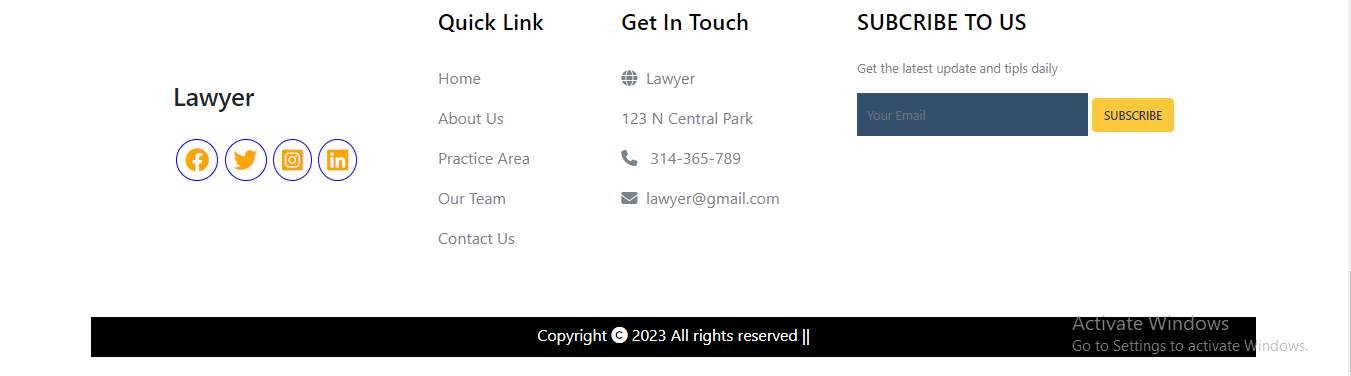 Lawyer
Quick Link
Home
About Us
Practice Area
Our Team
Contact Us
Get In Touch
Lawyer
123 N Central Park
314-365-789
lawyer@gmail.com
SUBCRIBE TO US
Get the latest update and tipls daily
Your Email
SUBSCRIBE
Copyright © 2023 All rights reserved ||
Activate Windows
Go to Settings to activate Windows.